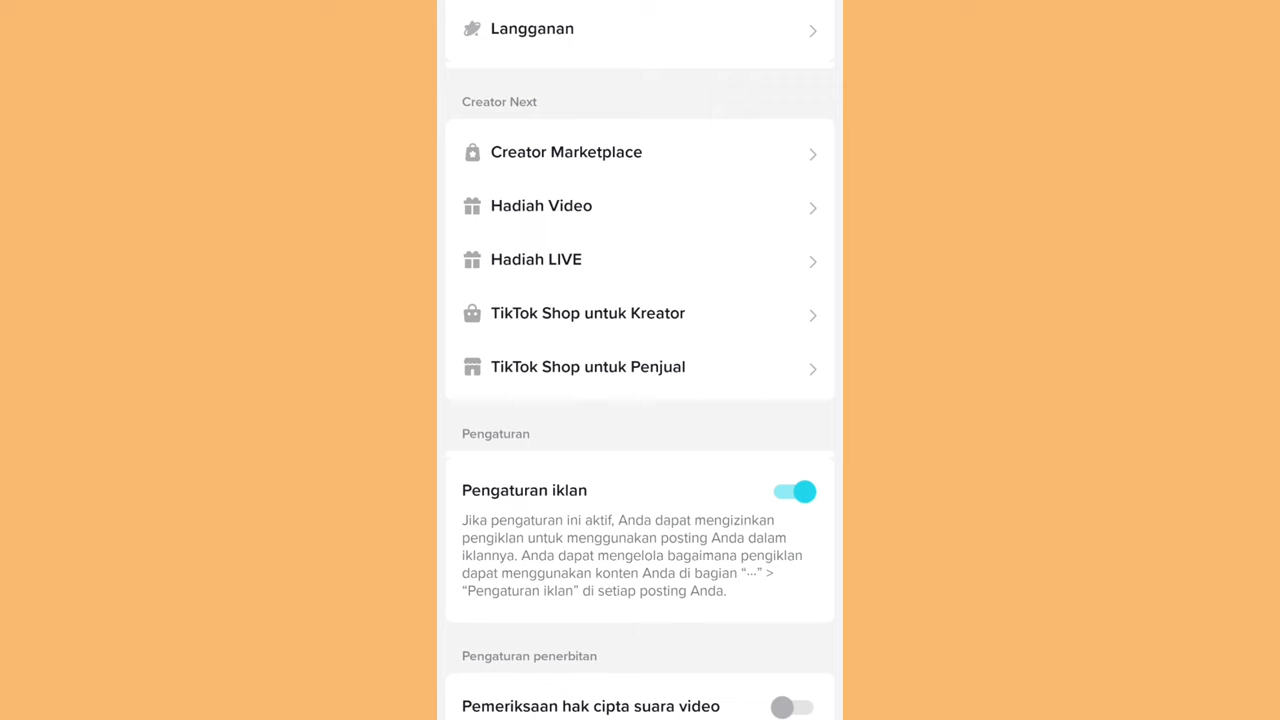 Langganan
Creator Next
Creator Marketplace
Hadiah Video
Hadiah LIVE
TikTok Shop untuk Kreator
TikTok Shop untuk Penjual
Pengaturan
Pengaturan iklan
Jika pengaturan ini aktif, Anda dapat mengizinkan
pengiklan untuk menggunakan posting Anda dalam
iklannya. Anda dapat mengelola bagaimana pengiklan
dapat menggunakan konten Anda di bagian “···” >
“Pengaturan iklan” di setiap posting Anda.
Pengaturan penerbitan
Pemeriksaan hak cipta suara video